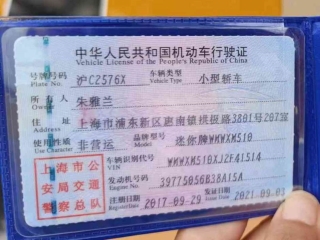 中华人民共和国机动车行驶证
Vehicle License of the People's Republic of China
号牌号码 沪C2576X 车辆类型 小型轿车
Plate No. Vehicle Type
所有人 朱雅兰
Owner
住址 上海市浦东新区惠南镇拱极路3801号2073室
Address
使用性质 非营运 品牌型号 迷你牌WMWXM510
Use Character Model
上海市公安局交通警察总队
车辆识别代号
VIN
发动机号码 39775056B38A15A
Engine No.
注册日期 2017-09-29 发证日期 2021-09-03
Register Date Issue Date